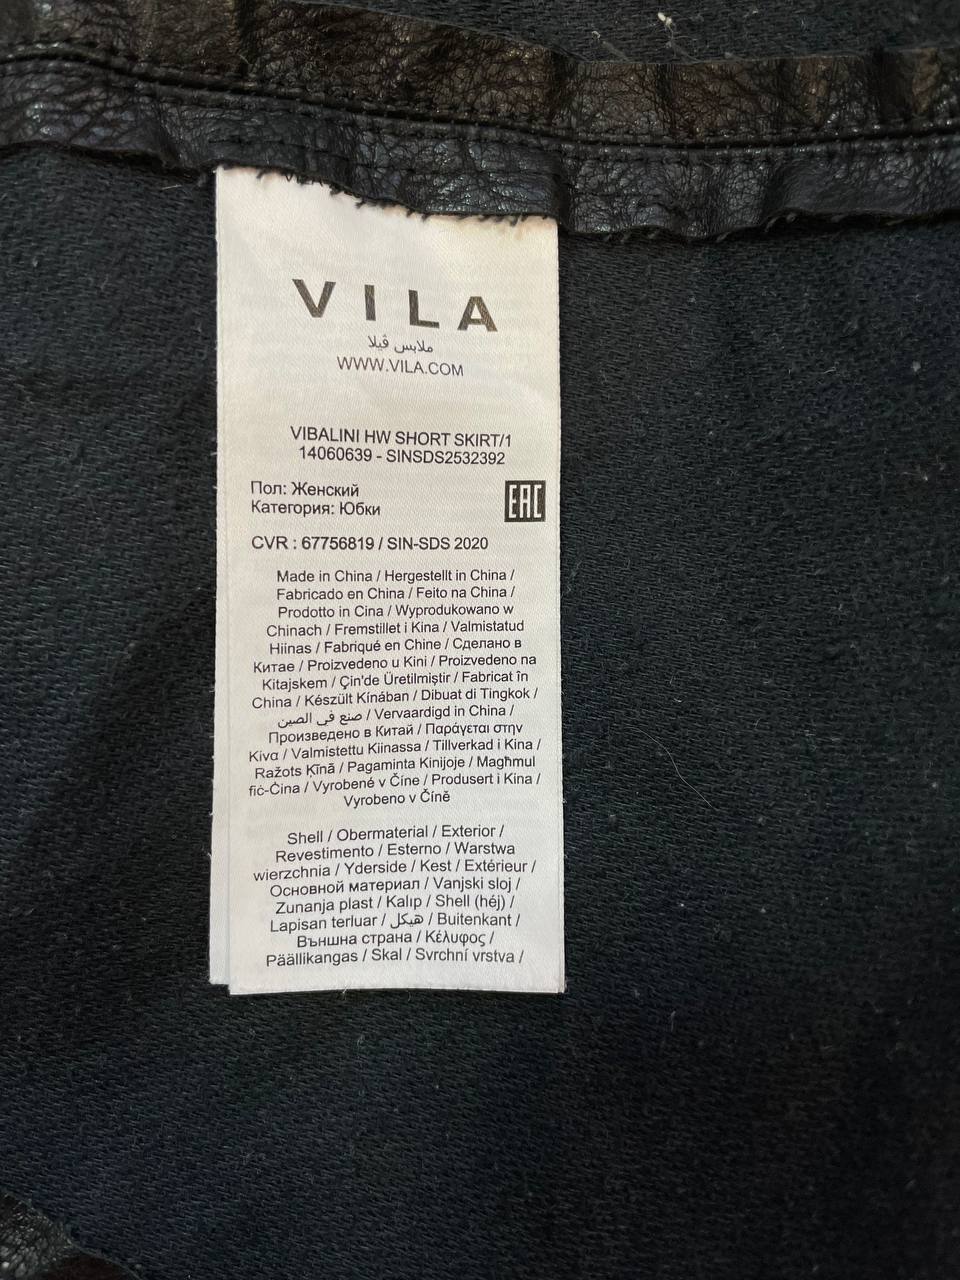 VILA
ملابس ڤيلا
WWW.VILA.COM
VIBALINI HW SHORT SKIRT/1
14060639 - SINSDS2532392
Пол: Женский
Категория: Юбки
EAC
CVR : 67756819 / SIN-SDS 2020
Made in China / Hergestellt in China /
Fabricado en China / Feito na China /
Prodotto in Cina / Wyprodukowano w
Chinach / Fremstillet i Kina / Valmistatud
Hiinas / Fabriqué en Chine / Сделано в
Китае / Proizvedeno u Kini / Proizvedeno na
Kitajskem / Çin'de Üretilmiştir / Fabricat în
China / Készült Kínában / Dibuat di Tingkok /
صنع في الصين / Vervaardigd in China /
Произведено в Китай / Παράγεται στην
Κίνα / Valmistettu Kiinassa / Tillverkad i Kina /
Ražots Ķīnā / Pagaminta Kinijoje / Magħmul
fiċ-Ċina / Vyrobené v Číne / Produsert i Kina /
Vyrobeno v Číně
Shell / Obermaterial / Exterior /
Revestimento / Esterno / Warstwa
wierzchnia / Yderside / Kest / Extérieur /
Основной материал / Vanjski sloj /
Zunanja plast / Kalıp / Shell (héj) /
Lapisan terluar / هيكل / Buitenkant /
Външна страна / Κέλυφος /
Päällikangas / Skal / Svrchní vrstva /